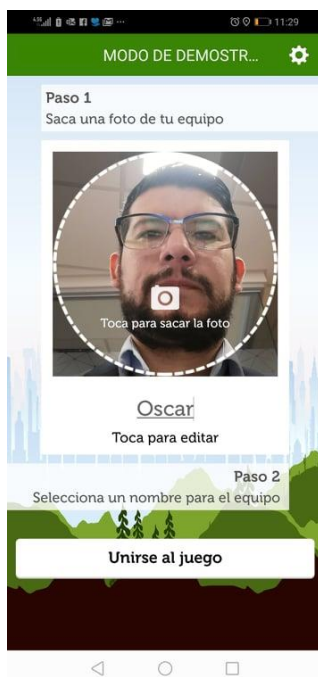 11:29
MODO DE DEMOSTR...
Paso 1
Saca una foto de tu equipo
Toca para sacar la foto
Oscar
Toca para editar
Paso 2
Selecciona un nombre para el equipo
Unirse al juego